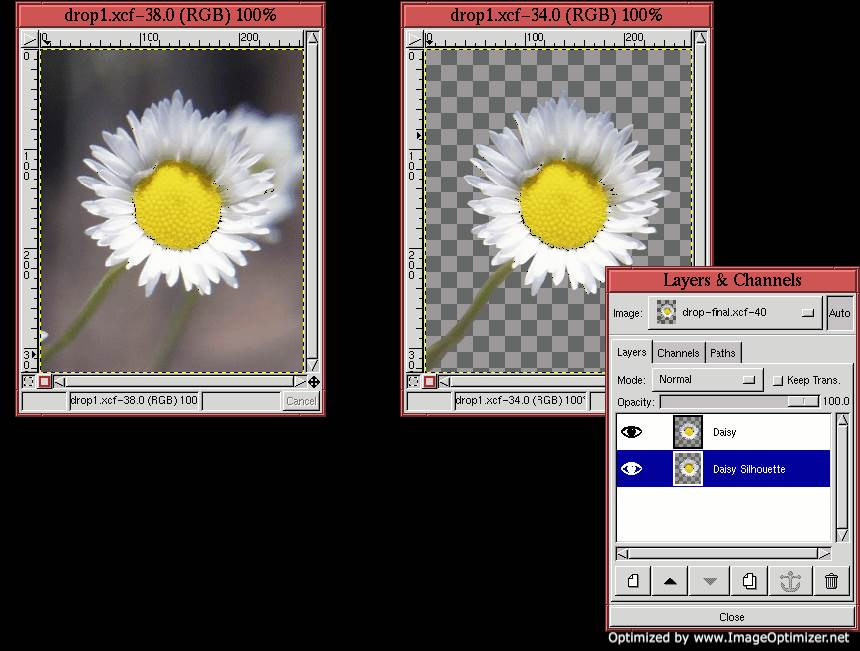 drop1.xcf-38.0 (RGB) 100%
0 100 200
0
100
200
30
drop1.xcf-38.0 (RGB) 100
Cancel
drop1.xcf-34.0 (RGB) 100%
0 100 200
0
100
200
30
drop1.xcf-34.0 (RGB) 100%
Layers & Channels
Image: drop-final.xcf-40 Auto
Layers Channels Paths
Mode: Normal Keep Trans.
Opacity: 100.0
Daisy
Daisy Silhouette
Close
Optimized by www.ImageOptimizer.net